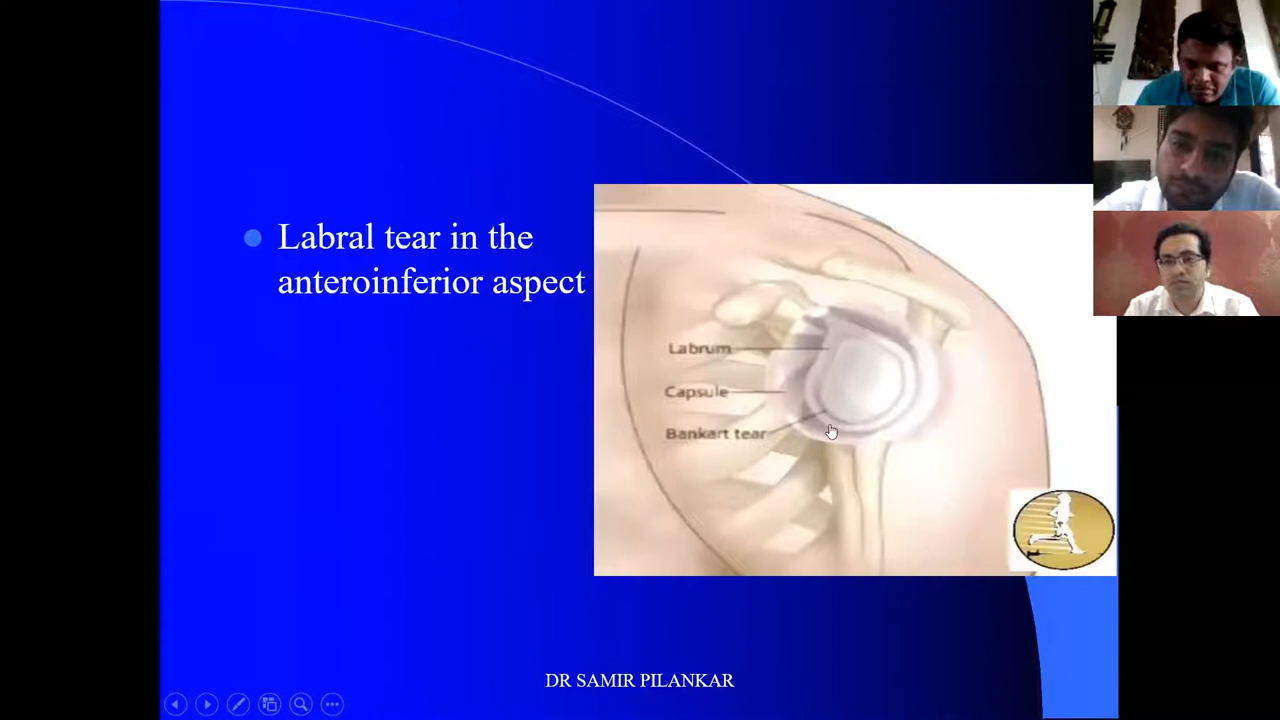 Labral tear in the
anteroinferior aspect
Labrum
Capsule
Bankart tear
DR SAMIR PILANKAR